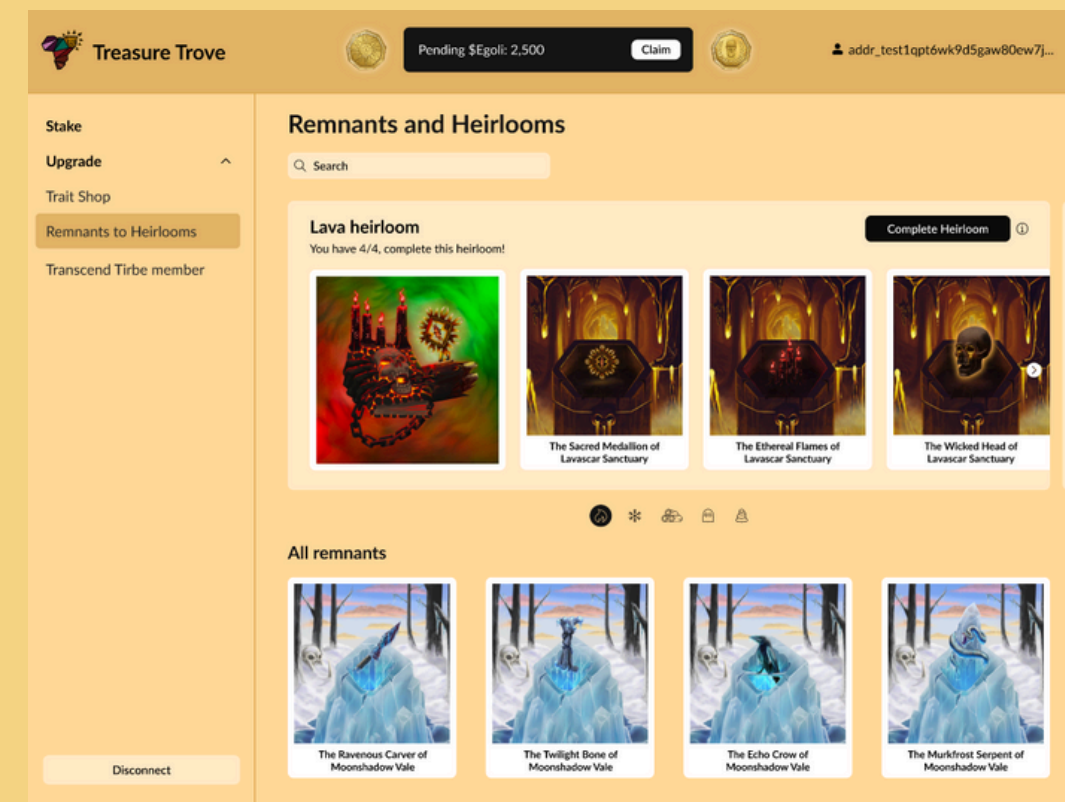 Treasure Trove
Pending $Egoli: 2,500
Claim
addr_test1qpt6wk9d5gaw80ew7j...
Stake
Upgrade
Trait Shop
Remnants to Heirlooms
Transcend Tirbe member
Disconnect
Remnants and Heirlooms
Search
Lava heirloom
You have 4/4, complete this heirloom!
Complete Heirloom
The Sacred Medallion of
Lavascar Sanctuary
The Ethereal Flames of
Lavascar Sanctuary
The Wicked Head of
Lavascar Sanctuary
All remnants
The Ravenous Carver of
Moonshadow Vale
The Twilight Bone of
Moonshadow Vale
The Echo Crow of
Moonshadow Vale
The Murkfrost Serpent of
Moonshadow Vale